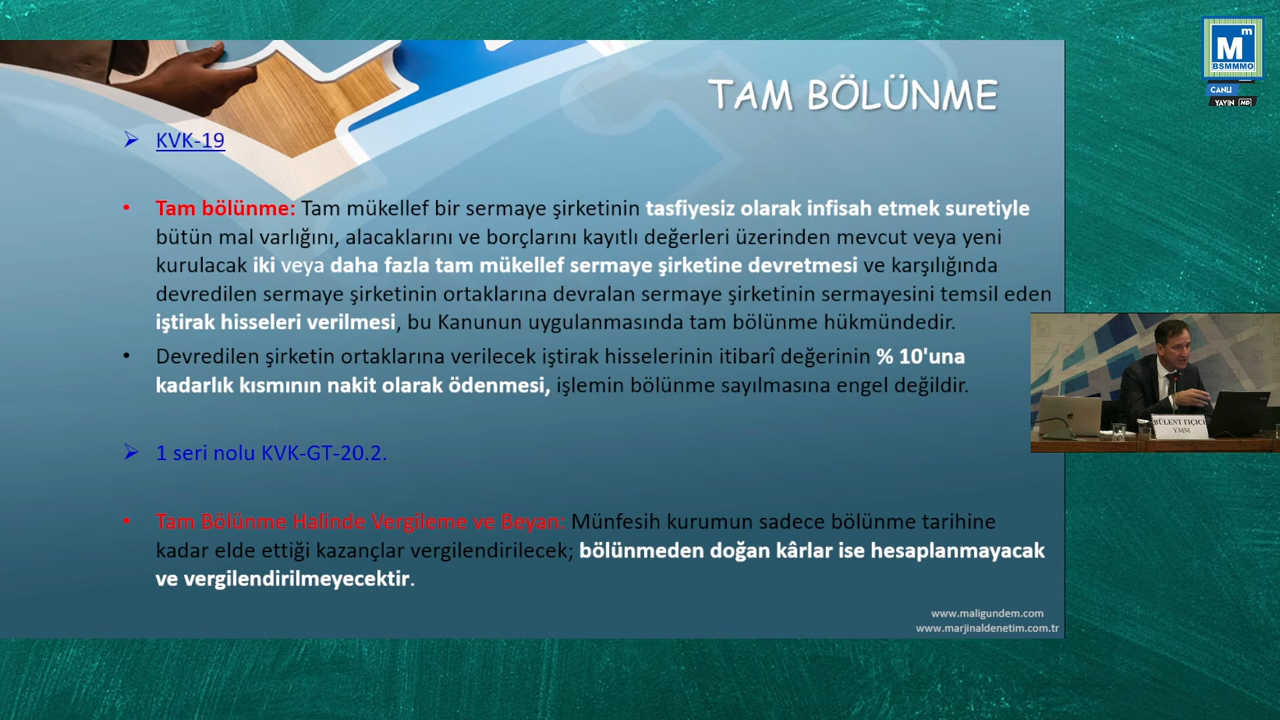 TAM BÖLÜNME
KVK-19
Tam bölünme: Tam mükellef bir sermaye şirketinin tasfiyesiz olarak infisah etmek suretiyle
bütün mal varlığını, alacaklarını ve borçlarını kayıtlı değerleri üzerinden mevcut veya yeni
kurulacak iki veya daha fazla tam mükellef sermaye şirketine devretmesi ve karşılığında
devredilen sermaye şirketinin ortaklarına devralan sermaye şirketinin sermayesini temsil eden
iştirak hisseleri verilmesi, bu Kanunun uygulanmasında tam bölünme hükmündedir.
Devredilen şirketin ortaklarına verilecek iştirak hisselerinin itibarî değerinin % 10'una
kadarlık kısmının nakit olarak ödenmesi, işlemin bölünme sayılmasına engel değildir.
1 seri nolu KVK-GT-20.2.
Tam Bölünme Halinde Vergileme ve Beyan: Münfesih kurumun sadece bölünme tarihine
kadar elde ettiği kazançlar vergilendirilecek; bölünmeden doğan kârlar ise hesaplanmayacak
ve vergilendirilmeyecektir.
www.maligundem.com
www.marjinaldenetim.com.tr
M m
BSMMMO
CANLI
YAYIN HD
BÜLENT FIÇICI
YMM